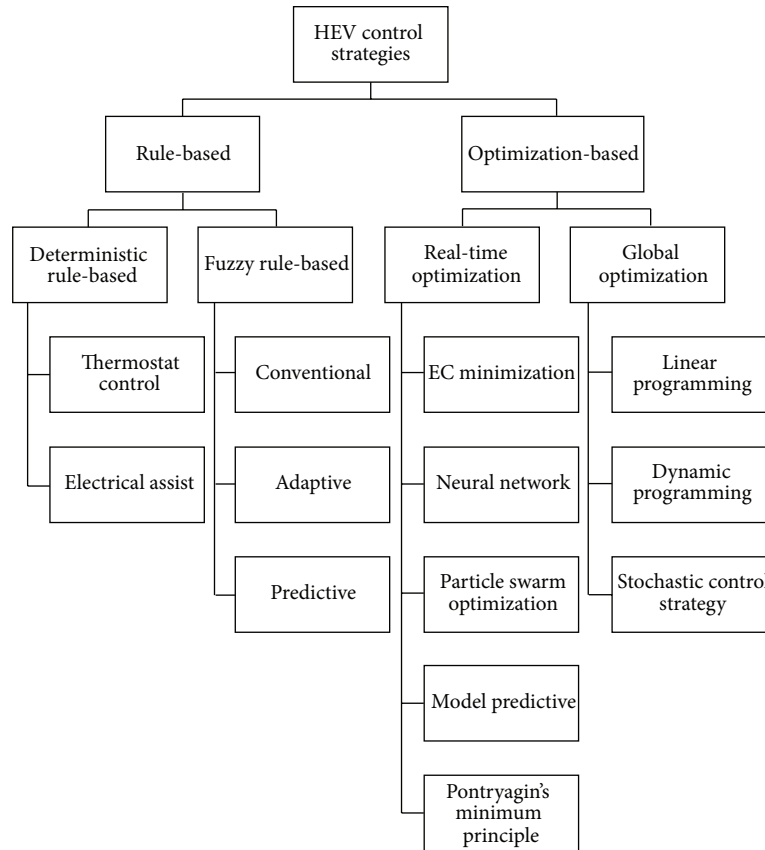 HEV control
strategies
Rule-based
Optimization-based
Deterministic
rule-based
Fuzzy rule-based
Real-time
optimization
Global
optimization
Thermostat
control
Conventional
EC minimization
Linear
programming
Electrical assist
Adaptive
Neural network
Dynamic
programming
Predictive
Particle swarm
optimization
Stochastic control
strategy
Model predictive
Pontryagin's
minimum
principle